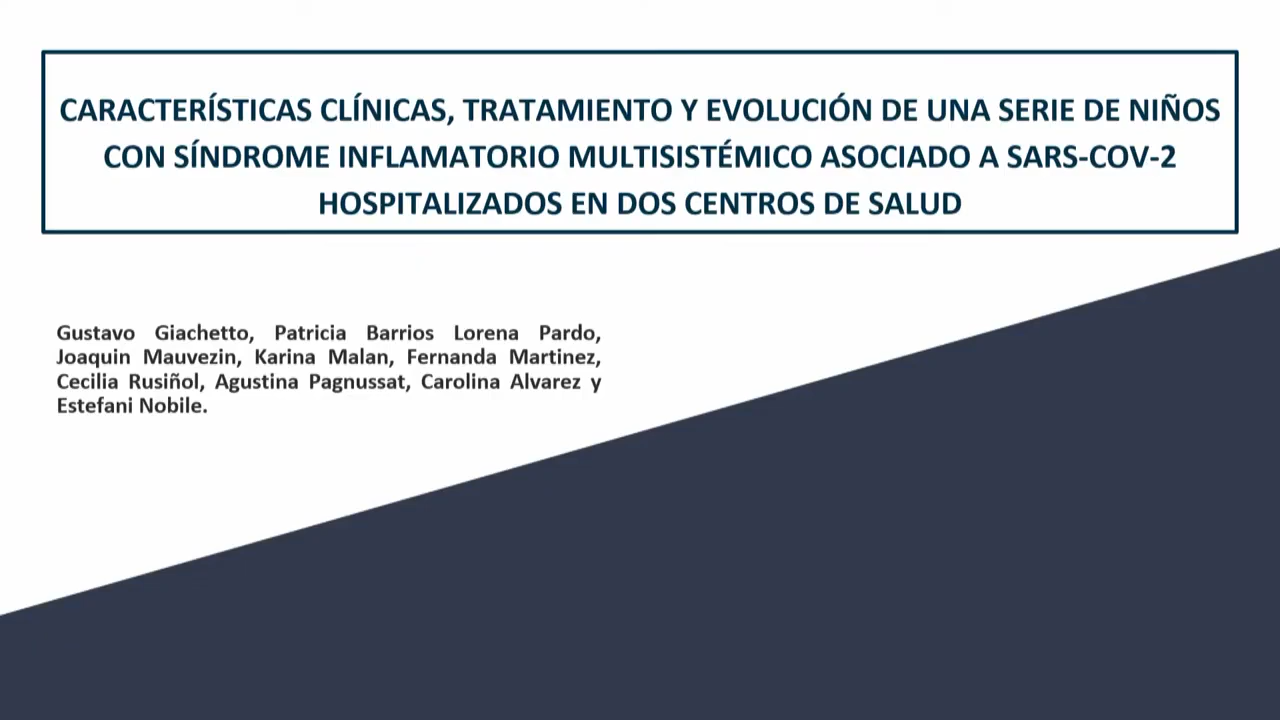 CARACTERÍSTICAS CLÍNICAS, TRATAMIENTO Y EVOLUCIÓN DE UNA SERIE DE NIÑOS
CON SÍNDROME INFLAMATORIO MULTISISTÉMICO ASOCIADO A SARS-COV-2
HOSPITALIZADOS EN DOS CENTROS DE SALUD
Gustavo Giachetto, Patricia Barrios Lorena Pardo,
Joaquin Mauvezin, Karina Malan, Fernanda Martinez,
Cecilia Rusiñol, Agustina Pagnussat, Carolina Alvarez y
Estefani Nobile.